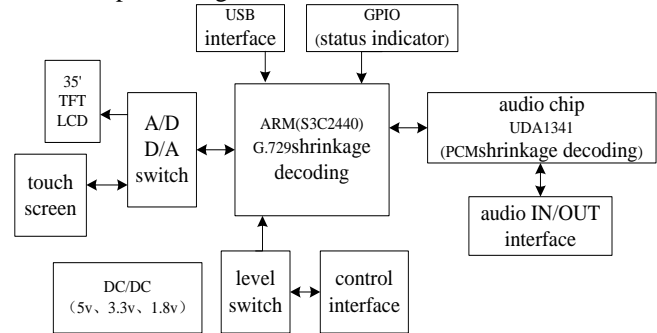 USB
interface
GPIO
(status indicator)
35'
TFT
LCD
A/D
D/A
switch
ARM(S3C2440)
G.729shrinkage
decoding
audio chip
UDA1341
(PCMshrinkage decoding)
touch
screen
audio IN/OUT
interface
DC/DC
（5v、3.3v、1.8v）
level
switch
control
interface